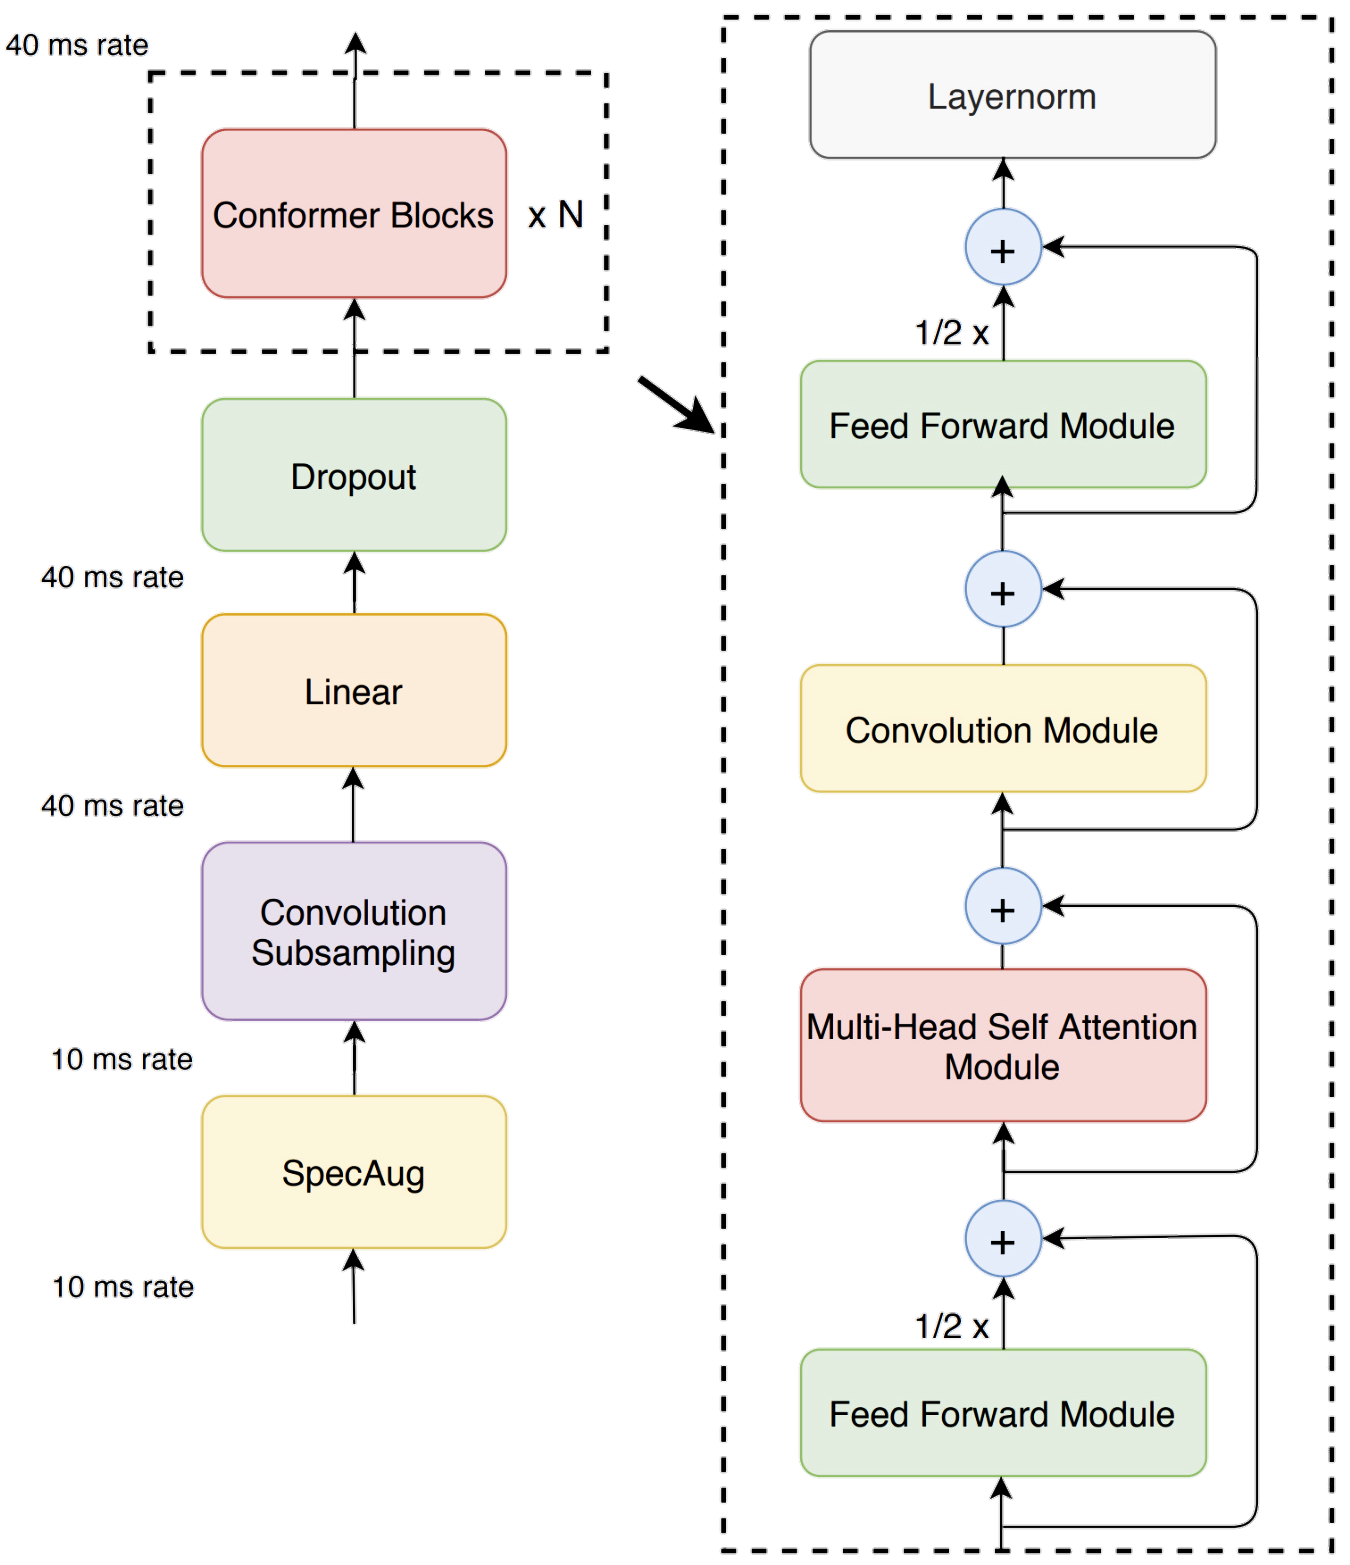 40 ms rate
Conformer Blocks
x N
Dropout
40 ms rate
Linear
40 ms rate
Convolution
Subsampling
10 ms rate
SpecAug
10 ms rate
Layernorm
+
1/2 x
Feed Forward Module
+
Convolution Module
+
Multi-Head Self Attention
Module
+
1/2 x
Feed Forward Module